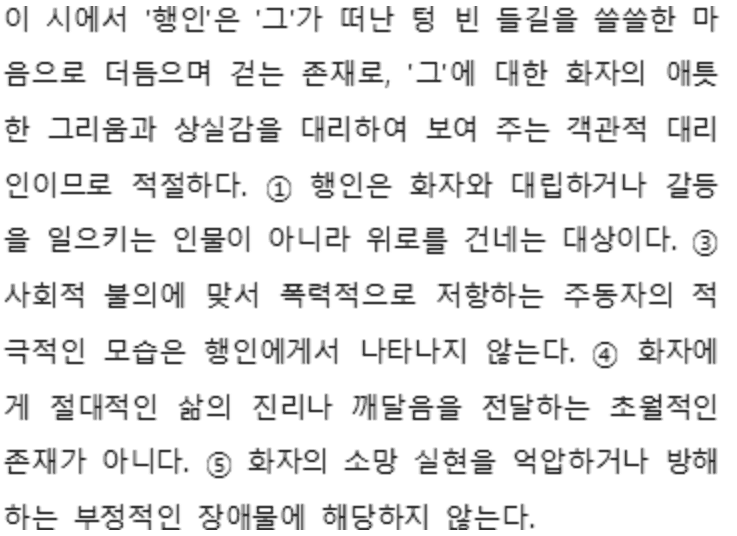 이 시에서 '행인'은 '그'가 떠난 텅 빈 들길을 쓸쓸한 마
음으로 더듬으며 걷는 존재로, '그'에 대한 화자의 애틋
한 그리움과 상실감을 대리하여 보여 주는 객관적 대리
인이므로 적절하다. ① 행인은 화자와 대립하거나 갈등
을 일으키는 인물이 아니라 위로를 건네는 대상이다. ③
사회적 불의에 맞서 폭력적으로 저항하는 주동자의 적
극적인 모습은 행인에게서 나타나지 않는다. ④ 화자에
게 절대적인 삶의 진리나 깨달음을 전달하는 초월적인
존재가 아니다. ⑤ 화자의 소망 실현을 억압하거나 방해
하는 부정적인 장애물에 해당하지 않는다.